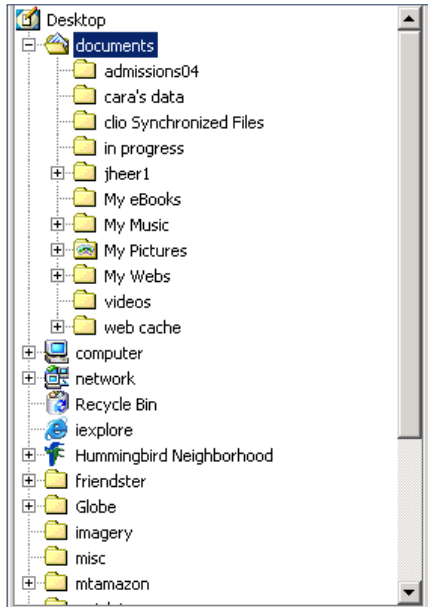 Desktop
documents
admissions04
cara's data
clio Synchronized Files
in progress
jheer1
My eBooks
My Music
My Pictures
My Webs
videos
web cache
computer
network
Recycle Bin
iexplore
Hummingbird Neighborhood
friendster
Globe
imagery
misc
mtamazon